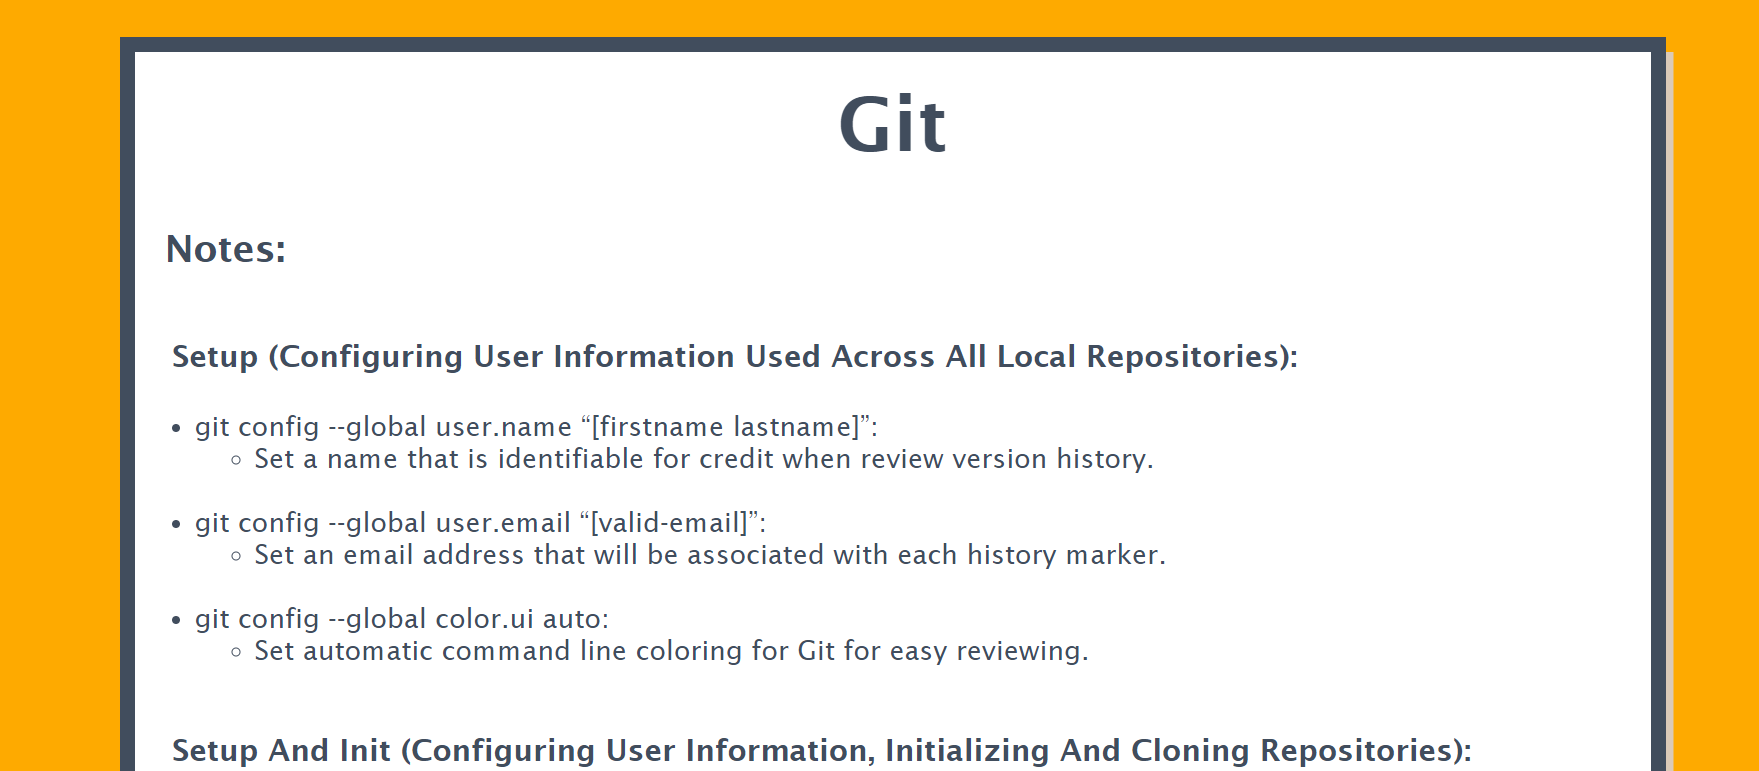 Git
Notes:
Setup (Configuring User Information Used Across All Local Repositories):
• git config --global user.name “[firstname lastname]”:
◦ Set a name that is identifiable for credit when review version history.
• git config --global user.email “[valid-email]”:
◦ Set an email address that will be associated with each history marker.
• git config --global color.ui auto:
◦ Set automatic command line coloring for Git for easy reviewing.
Setup And Init (Configuring User Information, Initializing And Cloning Repositories):